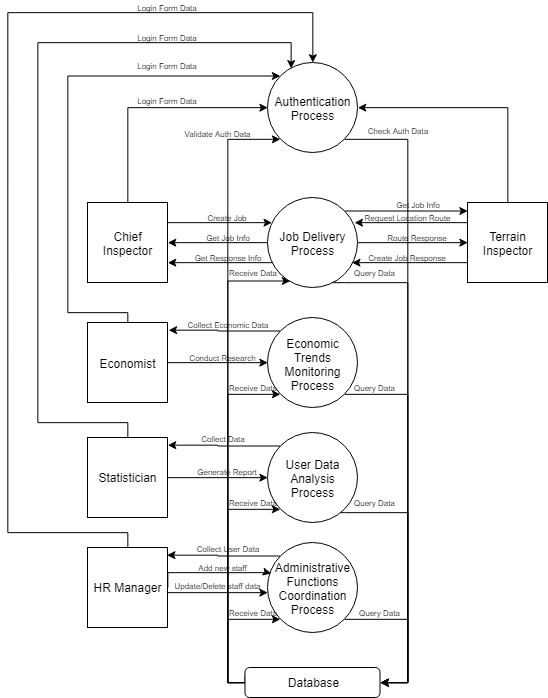 Login Form Data
Login Form Data
Login Form Data
Login Form Data
Authentication
Process
Validate Auth Data
Check Auth Data
Chief
Inspector
Create Job
Get Job Info
Get Response Info
Receive Data
Job Delivery
Process
Get Job Info
Request Location Route
Route Response
Create Job Response
Query Data
Terrain
Inspector
Economist
Collect Economic Data
Conduct Research
Receive Data
Economic
Trends
Monitoring
Process
Query Data
Statistician
Collect Data
Generate Report
Receive Data
User Data
Analysis
Process
Query Data
HR Manager
Collect User Data
Add new staff
Update/Delete staff data
Receive Data
Administrative
Functions
Coordination
Process
Query Data
Database